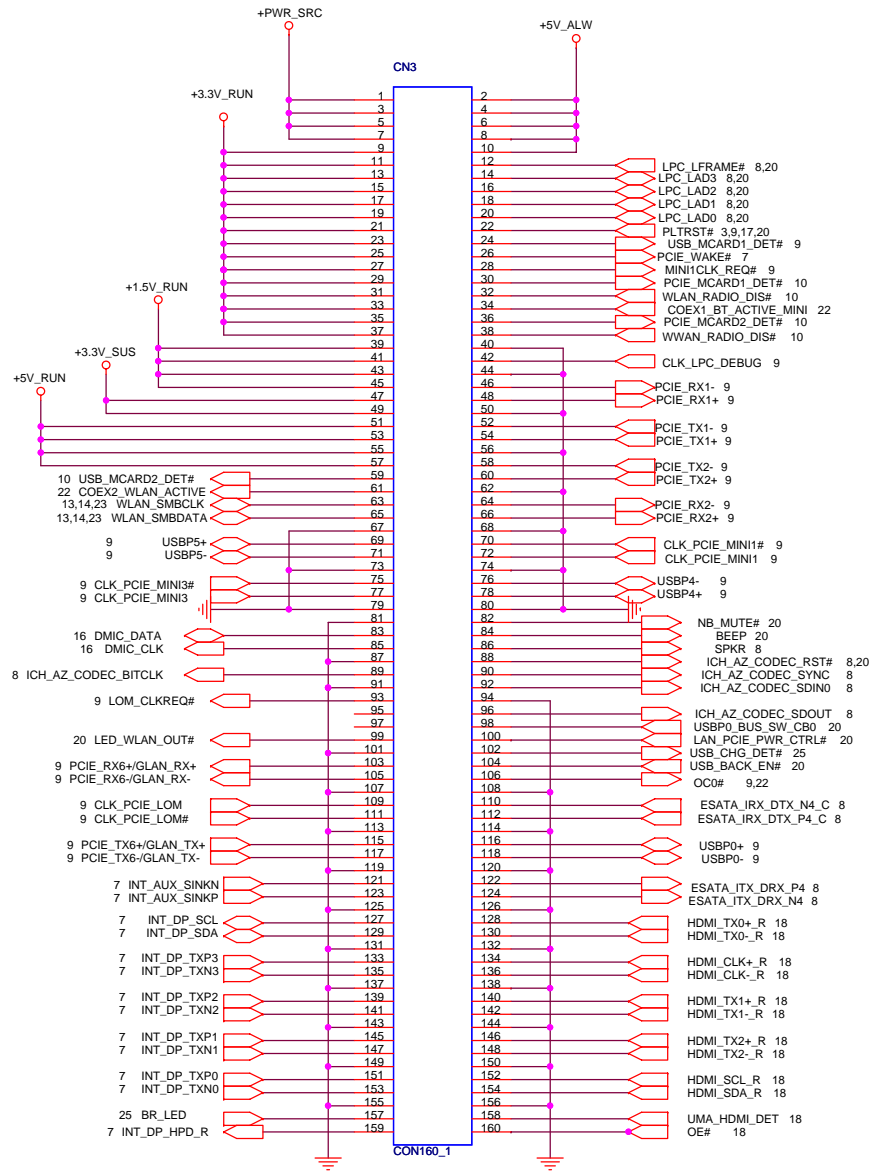 +PWR_SRC
+5V_ALW
CN3
+3.3V_RUN
+1.5V_RUN
+3.3V_SUS
+5V_RUN
1 2
3 4
5 6
7 8
9 10
11 12 LPC_LFRAME# 8,20
13 14 LPC_LAD3 8,20
15 16 LPC_LAD2 8,20
17 18 LPC_LAD1 8,20
19 20 LPC_LAD0 8,20
21 22 PLTRST# 3,9,17,20
23 24 USB_MCARD1_DET# 9
25 26 PCIE_WAKE# 7
27 28 MINI1CLK_REQ# 9
29 30 PCIE_MCARD1_DET# 10
31 32 WLAN_RADIO_DIS# 10
33 34 COEX1_BT_ACTIVE_MINI 22
35 36 PCIE_MCARD2_DET# 10
37 38 WWAN_RADIO_DIS# 10
39 40
41 42 CLK_LPC_DEBUG 9
43 44
45 46 PCIE_RX1- 9
47 48 PCIE_RX1+ 9
49 50
51 52 PCIE_TX1- 9
53 54 PCIE_TX1+ 9
55 56
57 58 PCIE_TX2- 9
10 USB_MCARD2_DET# 59 60 PCIE_TX2+ 9
22 COEX2_WLAN_ACTIVE 61 62
13,14,23 WLAN_SMBCLK 63 64 PCIE_RX2- 9
13,14,23 WLAN_SMBDATA 65 66 PCIE_RX2+ 9
67 68
9 USBP5+ 69 70 CLK_PCIE_MINI1# 9
9 USBP5- 71 72 CLK_PCIE_MINI1 9
73 74
9 CLK_PCIE_MINI3# 75 76 USBP4- 9
9 CLK_PCIE_MINI3 77 78 USBP4+ 9
79 80
81 82 NB_MUTE# 20
16 DMIC_DATA 83 84 BEEP 20
16 DMIC_CLK 85 86 SPKR 8
87 88 ICH_AZ_CODEC_RST# 8,20
8 ICH_AZ_CODEC_BITCLK 89 90 ICH_AZ_CODEC_SYNC 8
91 92 ICH_AZ_CODEC_SDIN0 8
9 LOM_CLKREQ# 93 94
95 96 ICH_AZ_CODEC_SDOUT 8
97 98 USBP0_BUS_SW_CB0 20
20 LED_WLAN_OUT# 99 100 LAN_PCIE_PWR_CTRL# 20
101 102 USB_CHG_DET# 25
9 PCIE_RX6+/GLAN_RX+ 103 104 USB_BACK_EN# 20
9 PCIE_RX6-/GLAN_RX- 105 106 OC0# 9,22
107 108
9 CLK_PCIE_LOM 109 110 ESATA_IRX_DTX_N4_C 8
9 CLK_PCIE_LOM# 111 112 ESATA_IRX_DTX_P4_C 8
113 114
9 PCIE_TX6+/GLAN_TX+ 115 116 USBP0+ 9
9 PCIE_TX6-/GLAN_TX- 117 118 USBP0- 9
119 120
7 INT_AUX_SINKN 121 122 ESATA_ITX_DRX_P4 8
7 INT_AUX_SINKP 123 124 ESATA_ITX_DRX_N4 8
125 126
7 INT_DP_SCL 127 128 HDMI_TX0+_R 18
7 INT_DP_SDA 129 130 HDMI_TX0-_R 18
131 132
7 INT_DP_TXP3 133 134 HDMI_CLK+_R 18
7 INT_DP_TXN3 135 136 HDMI_CLK-_R 18
137 138
7 INT_DP_TXP2 139 140 HDMI_TX1+_R 18
7 INT_DP_TXN2 141 142 HDMI_TX1-_R 18
143 144
7 INT_DP_TXP1 145 146 HDMI_TX2+_R 18
7 INT_DP_TXN1 147 148 HDMI_TX2-_R 18
149 150
7 INT_DP_TXP0 151 152 HDMI_SCL_R 18
7 INT_DP_TXN0 153 154 HDMI_SDA_R 18
155 156
25 BR_LED 157 158 UMA_HDMI_DET 18
7 INT_DP_HPD_R 159 160 OE# 18
CON160_1